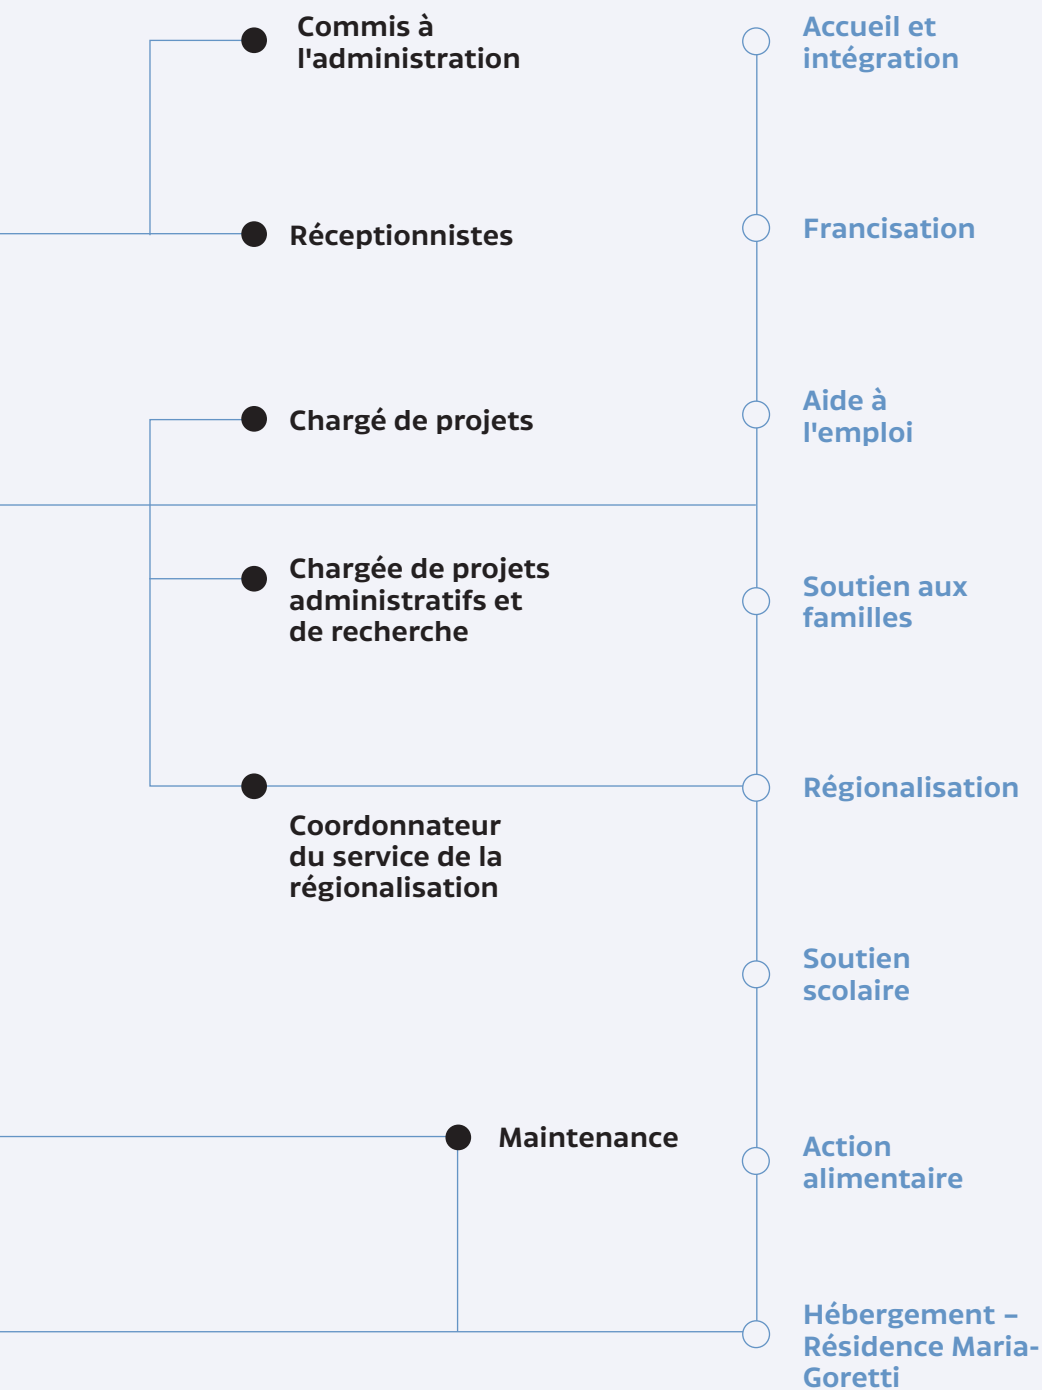 Commis à
l'administration
Réceptionnistes
Chargé de projets
Chargée de projets
administratifs et
de recherche
Coordonnateur
du service de la
régionalisation
Maintenance
Accueil et
intégration
Francisation
Aide à
l'emploi
Soutien aux
familles
Régionalisation
Soutien
scolaire
Action
alimentaire
Hébergement –
Résidence Maria-
Goretti